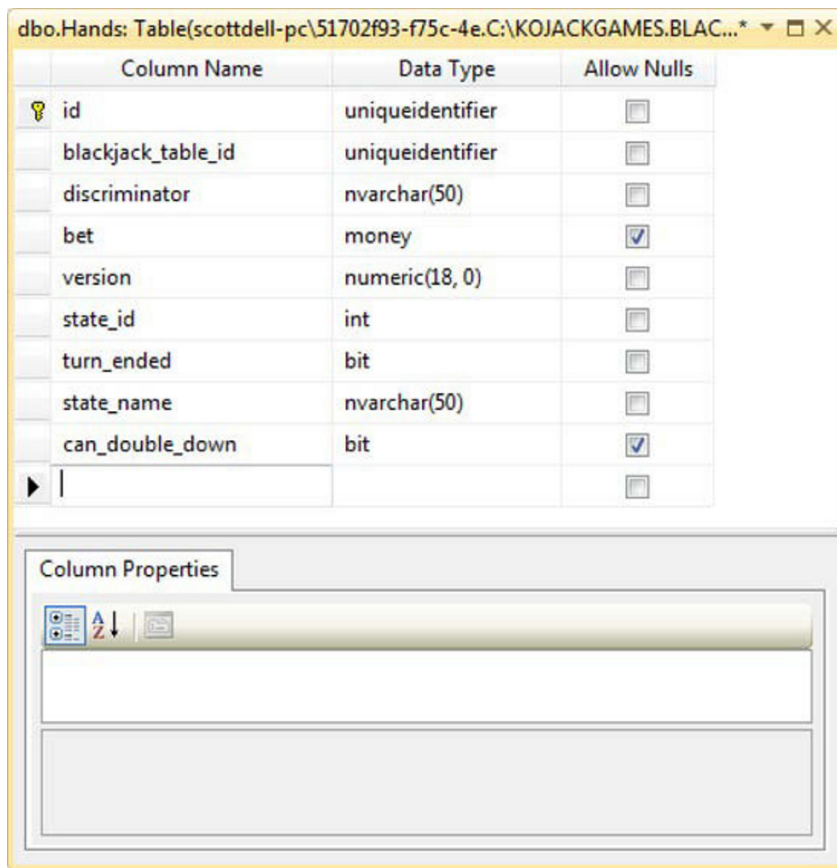 dbo.Hands: Table(scottdell-pc\51702f93-f75c-4e.C:\KOJACKGAMES.BLAC...*
Column Name Data Type Allow Nulls
id uniqueidentifier
blackjack_table_id uniqueidentifier
discriminator nvarchar(50)
bet money
version numeric(18, 0)
state_id int
turn_ended bit
state_name nvarchar(50)
can_double_down bit
Column Properties
A
Z